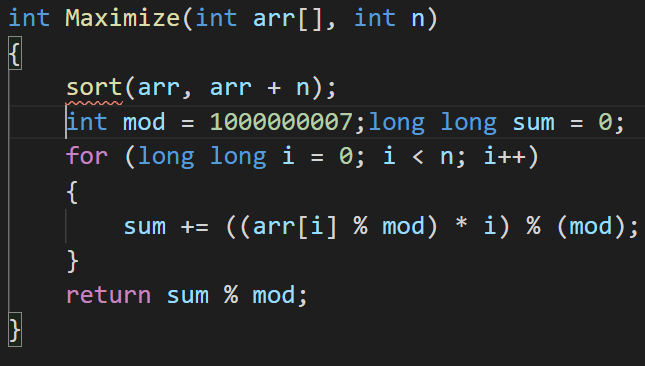 int Maximize(int arr[], int n)
{
    sort(arr, arr + n);
    int mod = 1000000007;long long sum = 0;
    for (long long i = 0; i < n; i++)
    {
        sum += ((arr[i] % mod) * i) % (mod);
    }
    return sum % mod;
}